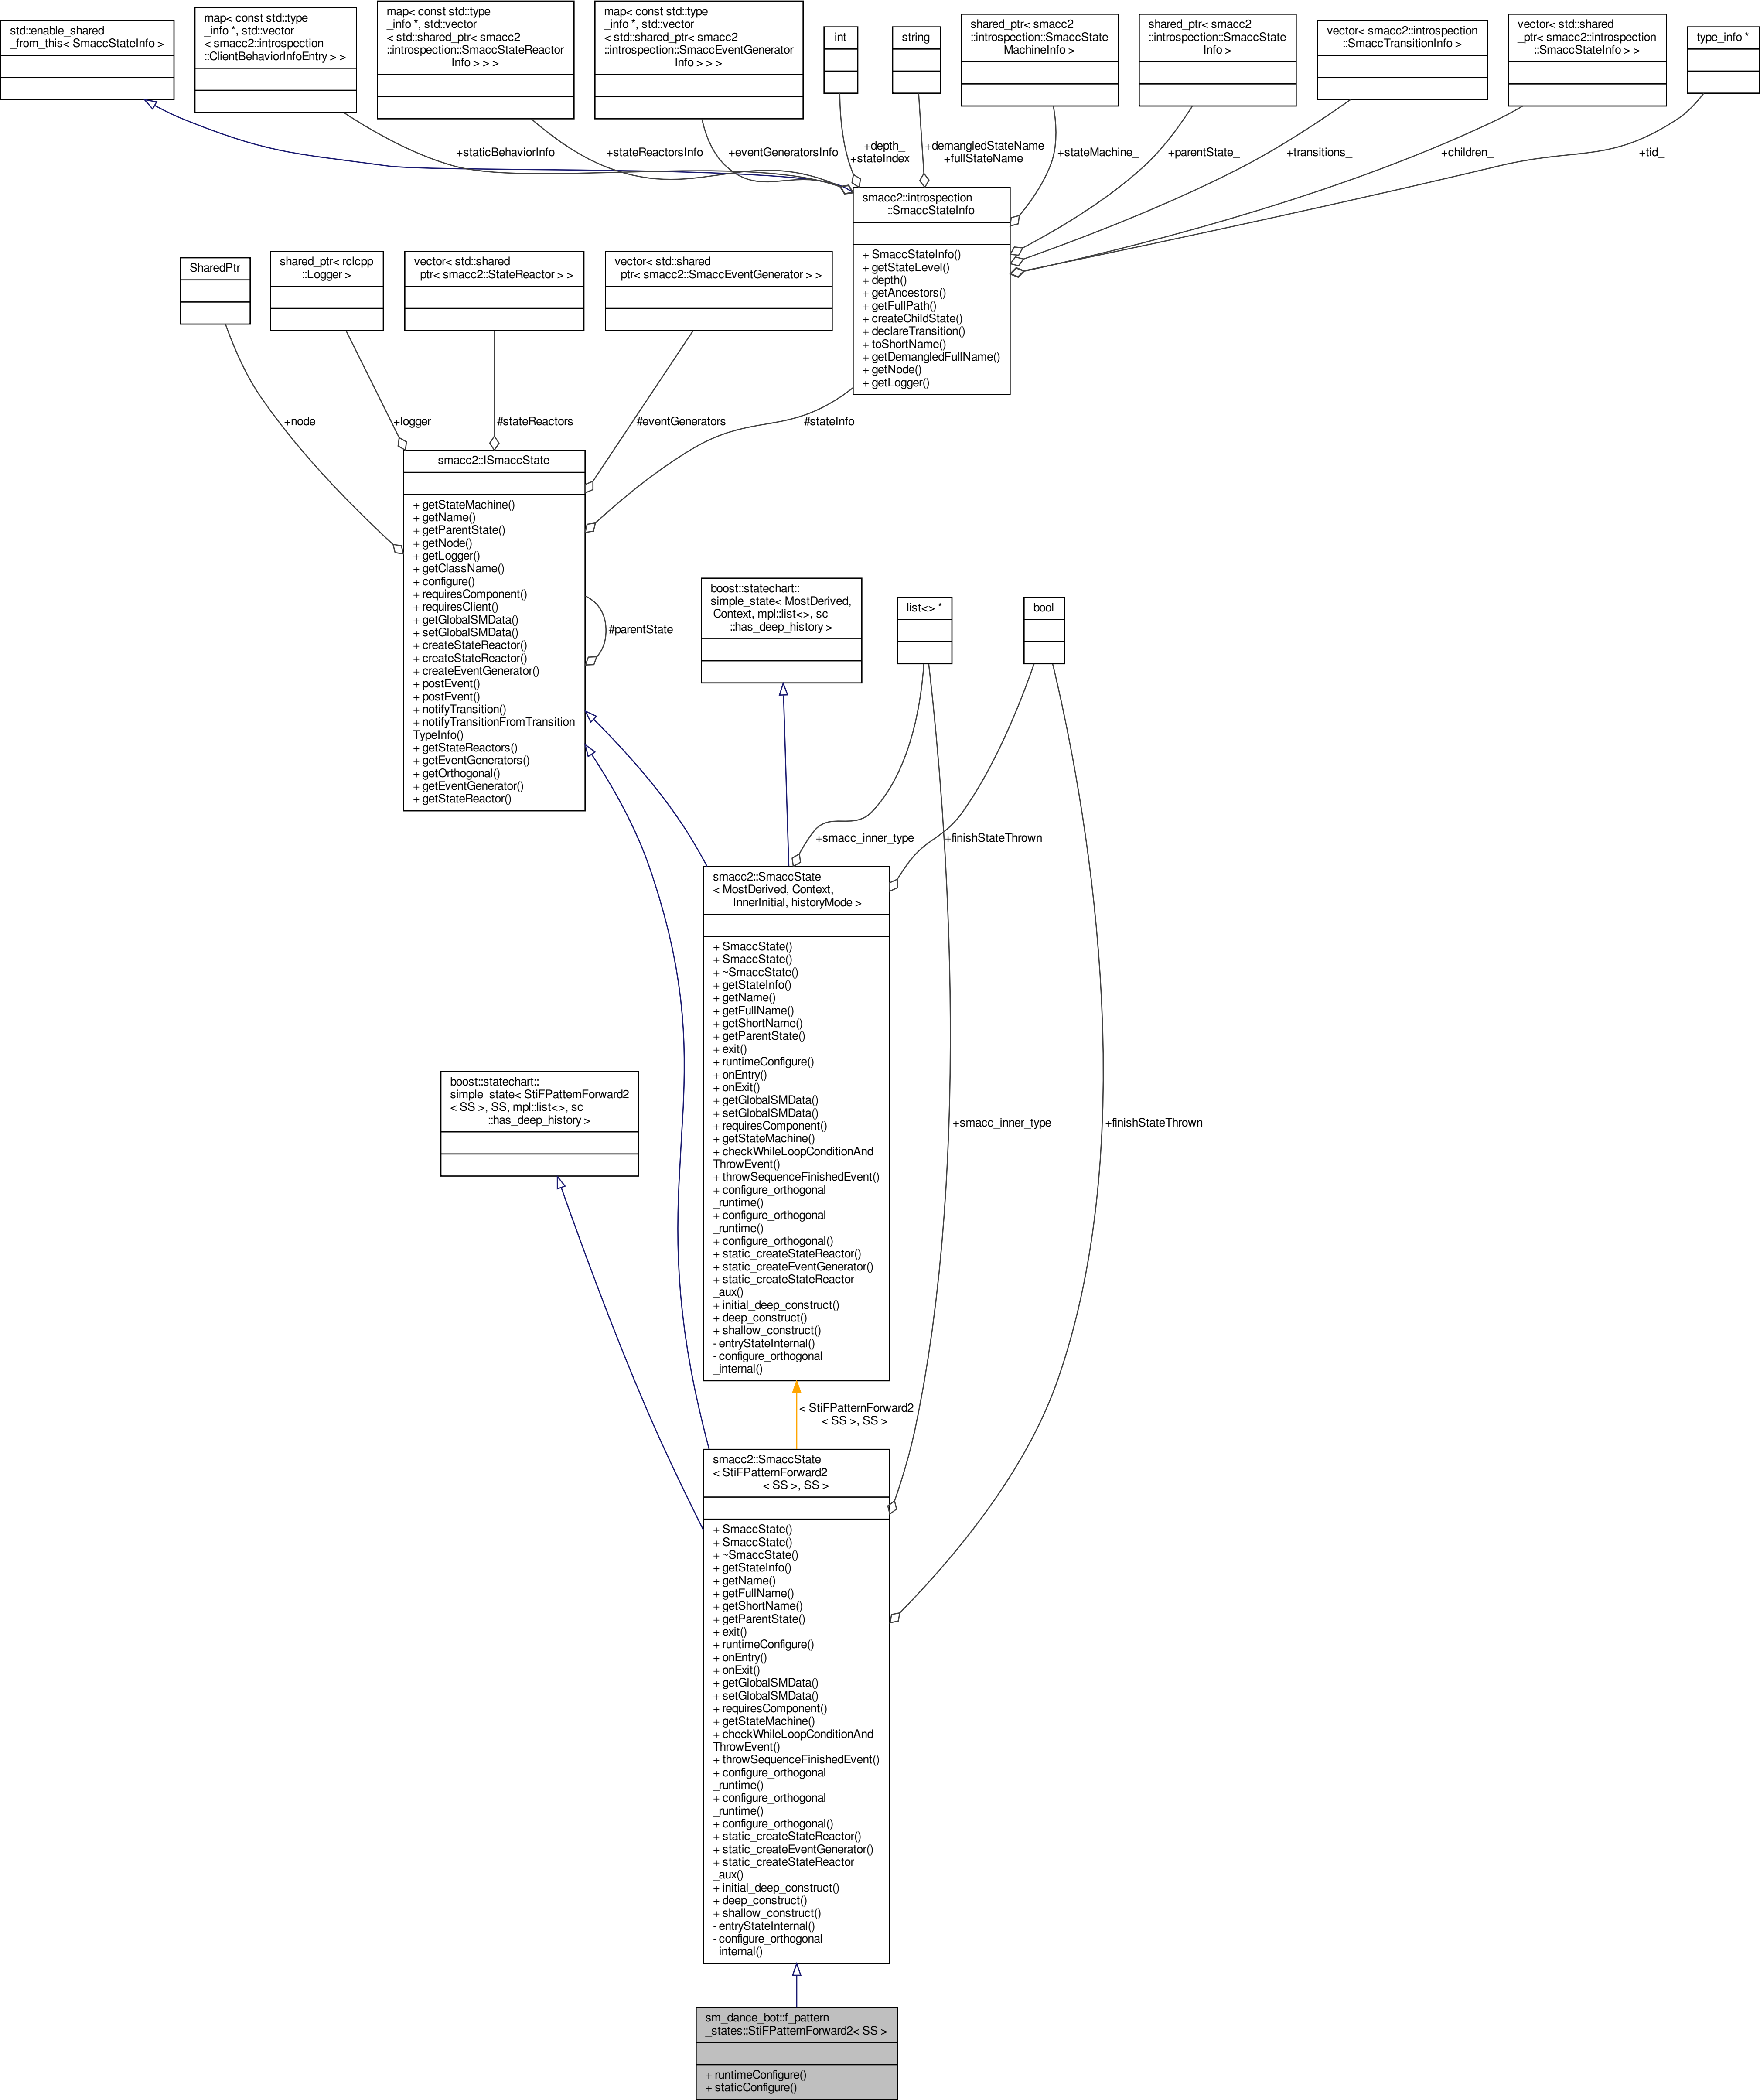 std::enable_shared
_from_this< SmaccStateInfo >
map< const std::type
_info *, std::vector
< smacc2::introspection
::ClientBehaviorInfoEntry > >
map< const std::type
_info *, std::vector
< std::shared_ptr< smacc2
::introspection::SmaccStateReactor
Info > > >
map< const std::type
_info *, std::vector
< std::shared_ptr< smacc2
::introspection::SmaccEventGenerator
Info > > >
int
string
shared_ptr< smacc2
::introspection::SmaccState
MachineInfo >
shared_ptr< smacc2
::introspection::SmaccState
Info >
vector< smacc2::introspection
::SmaccTransitionInfo >
vector< std::shared
_ptr< smacc2::introspection
::SmaccStateInfo > >
type_info *
+staticBehaviorInfo
+stateReactorsInfo
+eventGeneratorsInfo
+depth_
+stateIndex_
+demangledStateName
+fullStateName
+stateMachine_
+parentState_
+transitions_
+children_
+tid_
smacc2::introspection
::SmaccStateInfo
+ SmaccStateInfo()
+ getStateLevel()
+ depth()
+ getAncestors()
+ getFullPath()
+ createChildState()
+ declareTransition()
+ toShortName()
+ getDemangledFullName()
+ getNode()
+ getLogger()
SharedPtr
shared_ptr< rclcpp
::Logger >
vector< std::shared
_ptr< smacc2::StateReactor > >
vector< std::shared
_ptr< smacc2::SmaccEventGenerator > >
+node_
+logger_
#stateReactors_
#eventGenerators_
#stateInfo_
smacc2::ISmaccState
+ getStateMachine()
+ getName()
+ getParentState()
+ getNode()
+ getLogger()
+ getClassName()
+ configure()
+ requiresComponent()
+ requiresClient()
+ getGlobalSMData()
+ setGlobalSMData()
+ createStateReactor()
+ createStateReactor()
+ createEventGenerator()
+ postEvent()
+ postEvent()
+ notifyTransition()
+ notifyTransitionFromTransition
TypeInfo()
+ getStateReactors()
+ getEventGenerators()
+ getOrthogonal()
+ getEventGenerator()
+ getStateReactor()
#parentState_
boost::statechart::
simple_state< MostDerived,
Context, mpl::list<>, sc
::has_deep_history >
list<> *
bool
+smacc_inner_type
+finishStateThrown
smacc2::SmaccState
< MostDerived, Context,
InnerInitial, historyMode >
+ SmaccState()
+ SmaccState()
+ ~SmaccState()
+ getStateInfo()
+ getName()
+ getFullName()
+ getShortName()
+ getParentState()
+ exit()
+ runtimeConfigure()
+ onEntry()
+ onExit()
+ getGlobalSMData()
+ setGlobalSMData()
+ requiresComponent()
+ getStateMachine()
+ checkWhileLoopConditionAnd
ThrowEvent()
+ throwSequenceFinishedEvent()
+ configure_orthogonal
_runtime()
+ configure_orthogonal
_runtime()
+ configure_orthogonal()
+ static_createStateReactor()
+ static_createEventGenerator()
+ static_createStateReactor
_aux()
+ initial_deep_construct()
+ deep_construct()
+ shallow_construct()
- entryStateInternal()
- configure_orthogonal
_internal()
boost::statechart::
simple_state< StiFPatternForward2
< SS >, SS, mpl::list<>, sc
::has_deep_history >
+smacc_inner_type
+finishStateThrown
< StiFPatternForward2
< SS >, SS >
smacc2::SmaccState
< StiFPatternForward2
< SS >, SS >
+ SmaccState()
+ SmaccState()
+ ~SmaccState()
+ getStateInfo()
+ getName()
+ getFullName()
+ getShortName()
+ getParentState()
+ exit()
+ runtimeConfigure()
+ onEntry()
+ onExit()
+ getGlobalSMData()
+ setGlobalSMData()
+ requiresComponent()
+ getStateMachine()
+ checkWhileLoopConditionAnd
ThrowEvent()
+ throwSequenceFinishedEvent()
+ configure_orthogonal
_runtime()
+ configure_orthogonal
_runtime()
+ configure_orthogonal()
+ static_createStateReactor()
+ static_createEventGenerator()
+ static_createStateReactor
_aux()
+ initial_deep_construct()
+ deep_construct()
+ shallow_construct()
- entryStateInternal()
- configure_orthogonal
_internal()
sm_dance_bot::f_pattern
_states::StiFPatternForward2< SS >
+ runtimeConfigure()
+ staticConfigure()